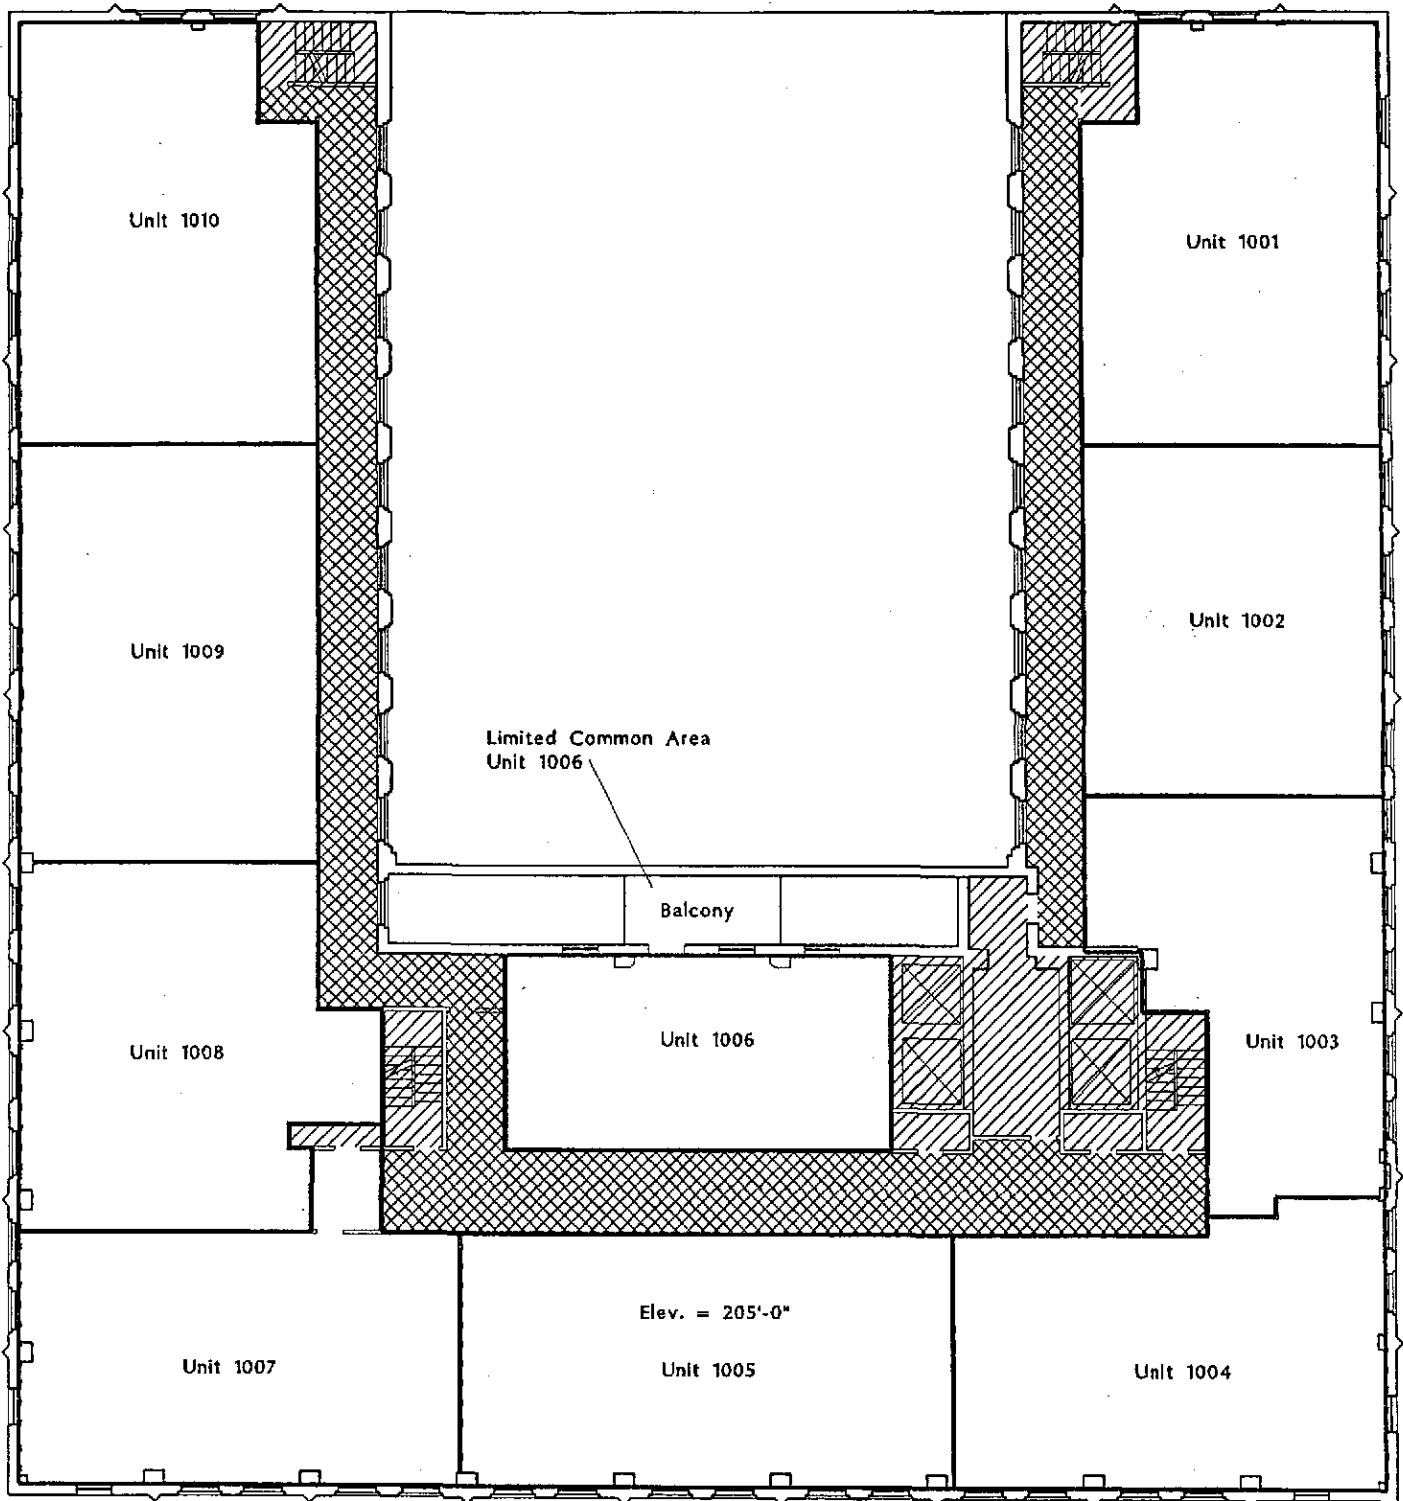 Unit 1010
Unit 1001
Unit 1002
Unit 1009
Limited Common Area
Unit 1006
Balcony
Unit 1006
Unit 1003
Unit 1008
Elev. = 205'-0"
Unit 1007
Unit 1005
Unit 1004